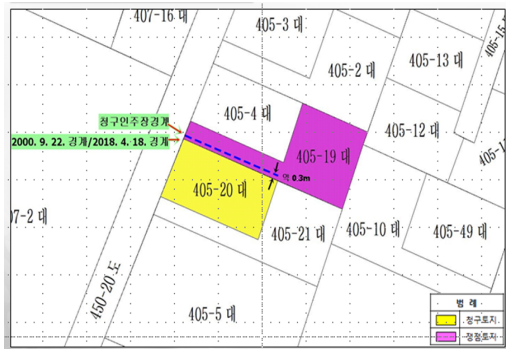 407-16 대
405-3 대
405-15
405-2 대
405-13 대
청구인주장경계
405-4 대
405-12 대
2000. 9. 22. 경계/2018. 4. 18. 경계
405-19 대
약 0.3m
405-20 대
07-2 대
405-21 대
405-10 대
405-49 대
450-20 도
405-5 대
범 례
청구토지
쟁점토지